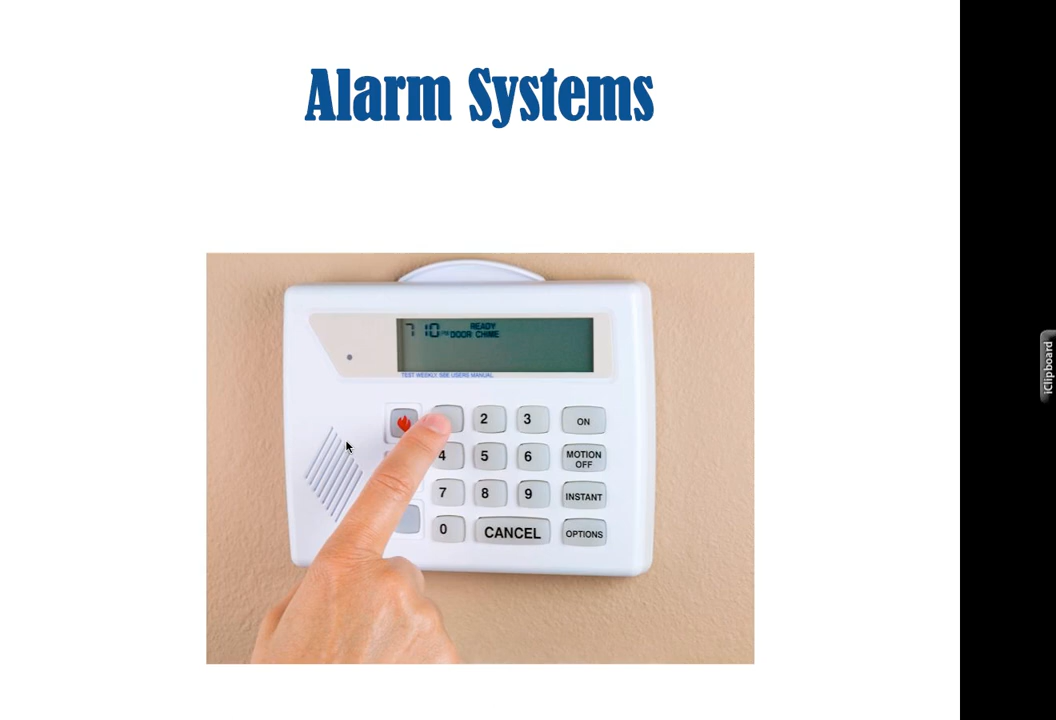 Alarm Systems
7 10 PM READY
DOOR CHIME
TEST WEEKLY SEE USERS MANUAL
2 3 ON
4 5 6 MOTION OFF
7 8 9 INSTANT
0 CANCEL OPTIONS
iClipboard